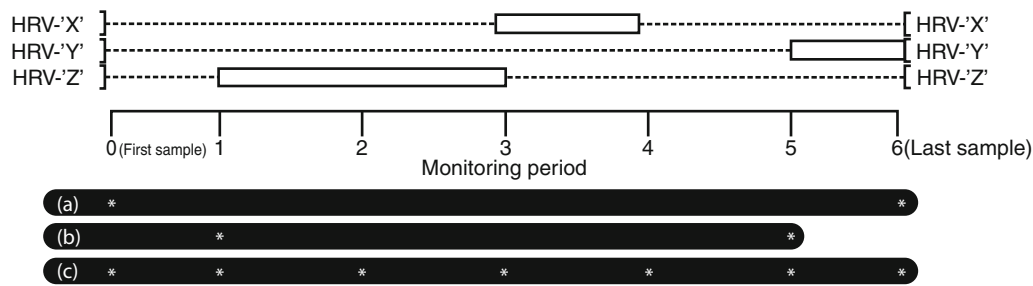 HRV-'X' HRV-'X'
HRV-'Y' HRV-'Y'
HRV-'Z' HRV-'Z'
0(First sample) 1 2 3 4 5 6(Last sample)
Monitoring period
(a) * *
(b) * *
(c) * * * * * * *